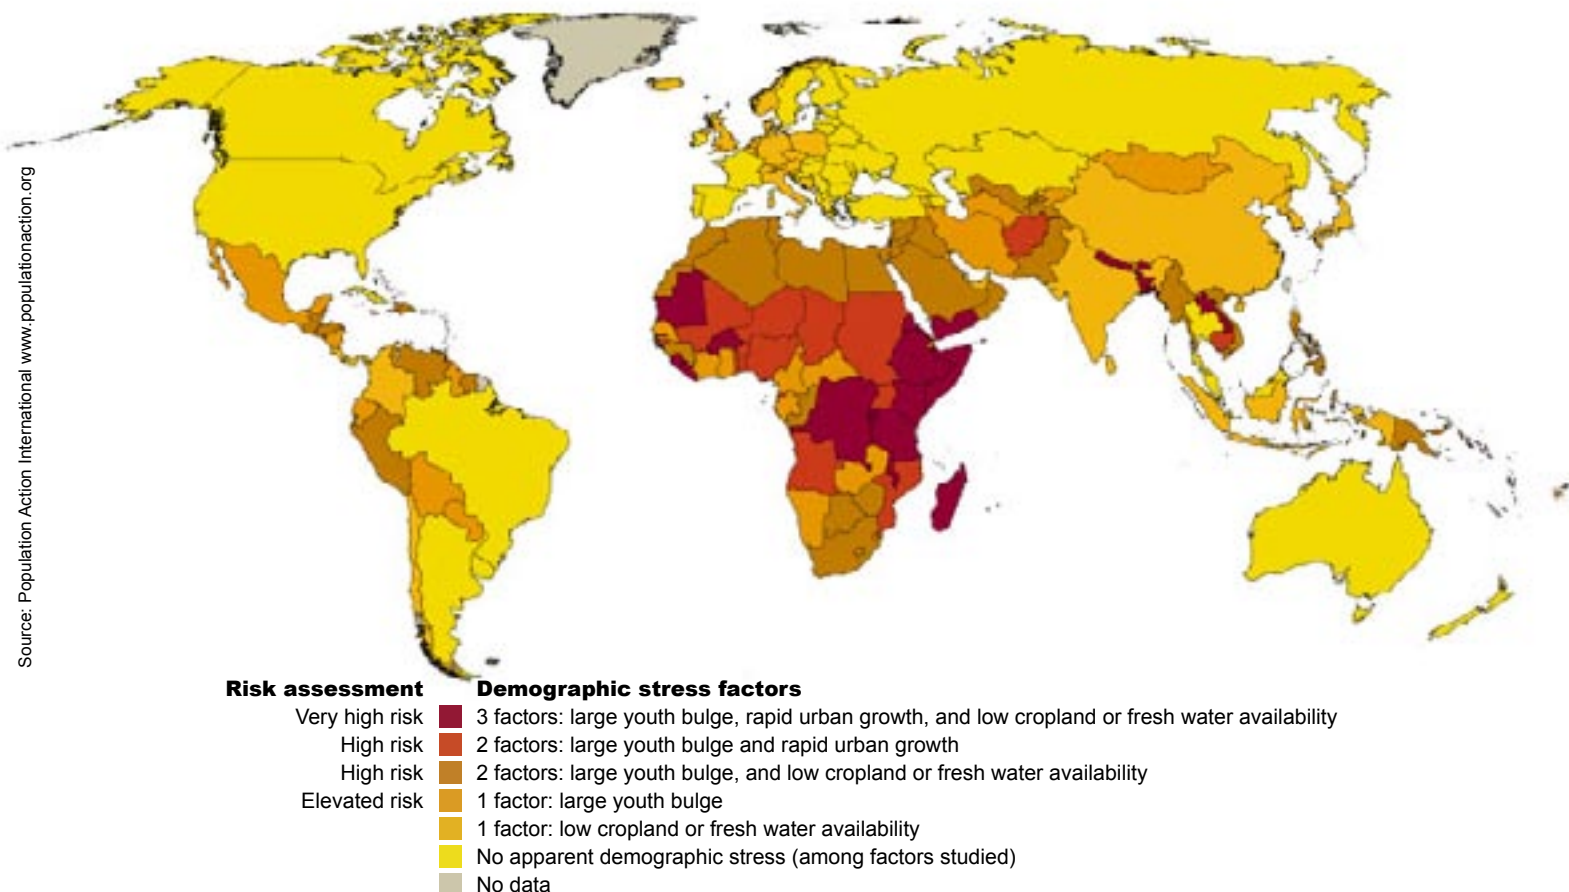 Source: Population Action International www.populationaction.org
Risk assessment Demographic stress factors
Very high risk 3 factors: large youth bulge, rapid urban growth, and low cropland or fresh water availability
High risk 2 factors: large youth bulge and rapid urban growth
High risk 2 factors: large youth bulge, and low cropland or fresh water availability
Elevated risk 1 factor: large youth bulge
1 factor: low cropland or fresh water availability
No apparent demographic stress (among factors studied)
No data